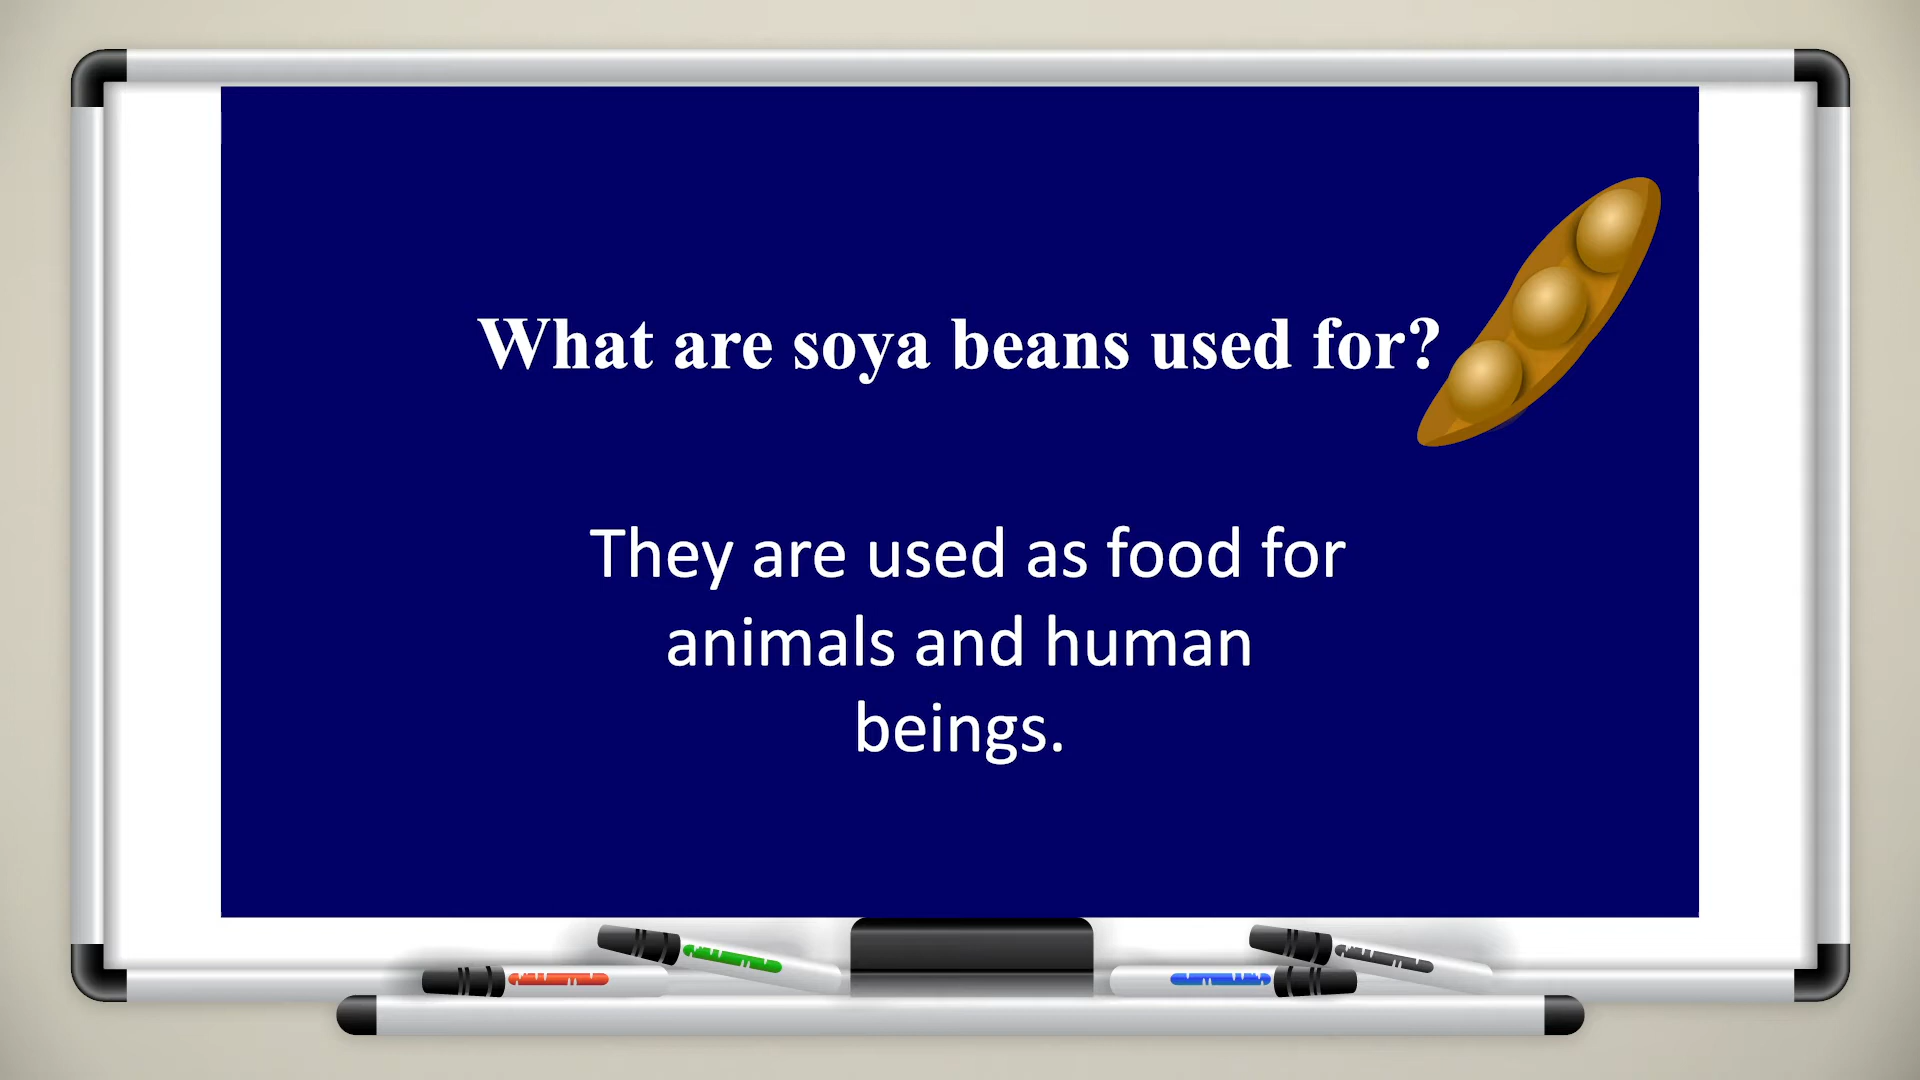 What are soya beans used for?
They are used as food for
animals and human
beings.